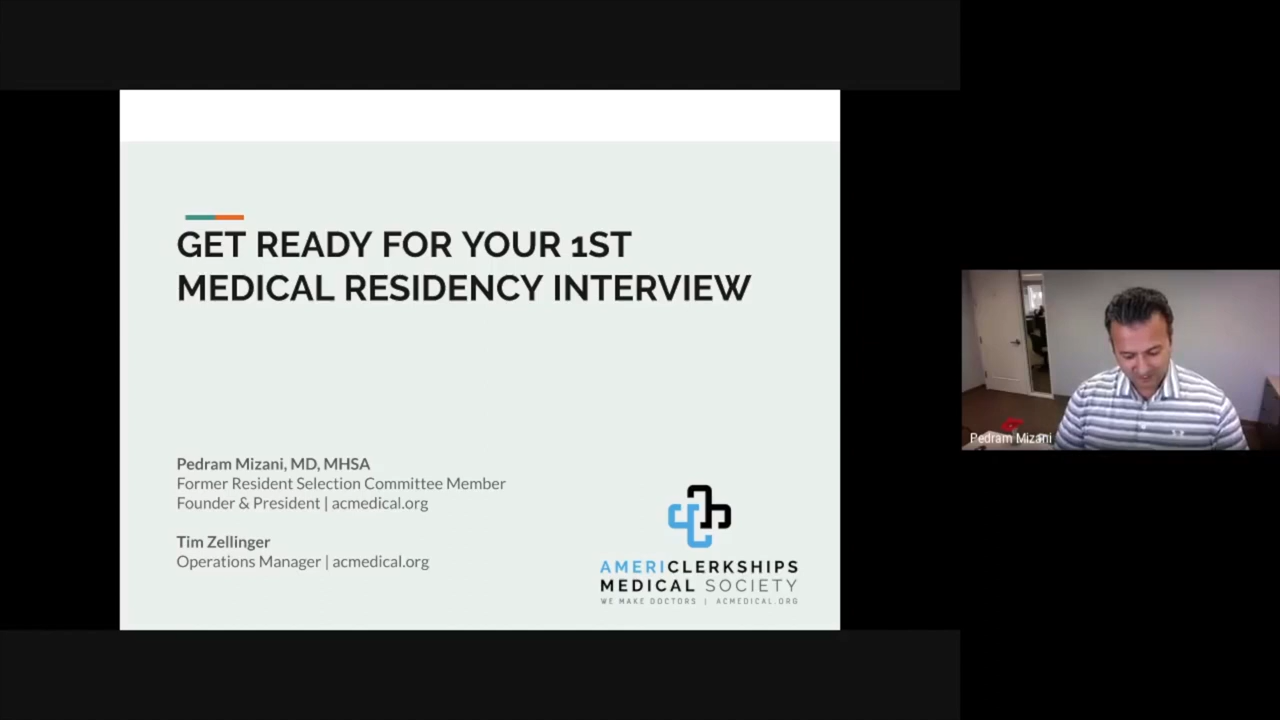 GET READY FOR YOUR 1ST
MEDICAL RESIDENCY INTERVIEW
Pedram Mizani, MD, MHSA
Former Resident Selection Committee Member
Founder & President | acmedical.org
Tim Zellinger
Operations Manager | acmedical.org
AMERICLERKSHIPS
MEDICAL SOCIETY
WE MAKE DOCTORS | ACMEDICAL.ORG
Pedram Mizani